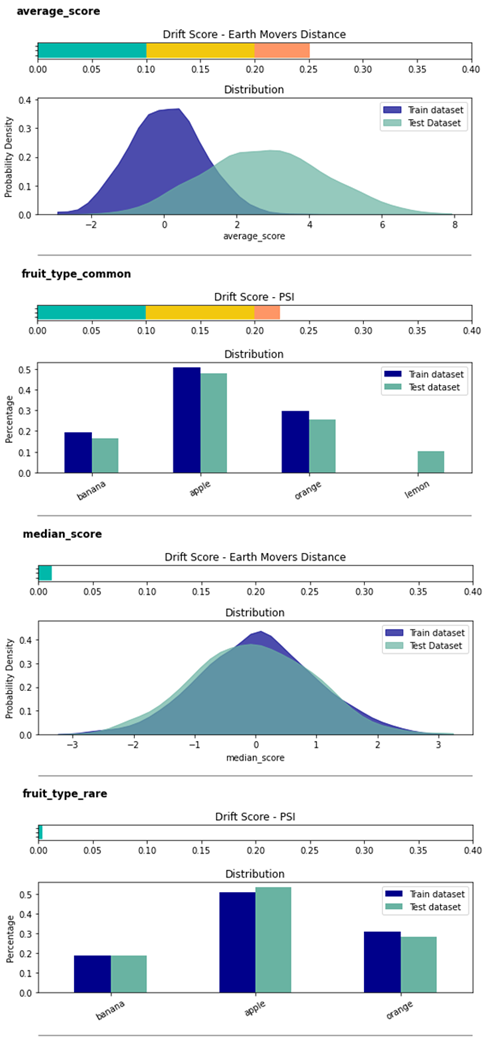 average_score
Drift Score - Earth Movers Distance
0.00 0.05 0.10 0.15 0.20 0.25 0.30 0.35 0.40
Distribution
Probability Density
0.4
0.3
0.2
0.1
0.0
Train dataset
Test Dataset
−2 0 2 4 6 8
average_score
fruit_type_common
Drift Score - PSI
0.00 0.05 0.10 0.15 0.20 0.25 0.30 0.35 0.40
Distribution
Percentage
0.5
0.4
0.3
0.2
0.1
0.0
Train dataset
Test dataset
banana apple orange lemon
median_score
Drift Score - Earth Movers Distance
0.00 0.05 0.10 0.15 0.20 0.25 0.30 0.35 0.40
Distribution
Probability Density
0.4
0.3
0.2
0.1
0.0
Train dataset
Test Dataset
−3 −2 −1 0 1 2 3
median_score
fruit_type_rare
Drift Score - PSI
0.00 0.05 0.10 0.15 0.20 0.25 0.30 0.35 0.40
Distribution
Percentage
0.5
0.4
0.3
0.2
0.1
0.0
Train dataset
Test dataset
banana apple orange